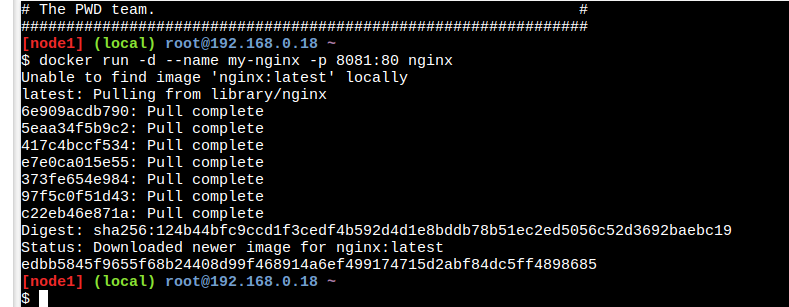 # The PWD team. #
###############################################################
[node1] (local) root@192.168.0.18 ~
$ docker run -d --name my-nginx -p 8081:80 nginx
Unable to find image 'nginx:latest' locally
latest: Pulling from library/nginx
6e909acdb790: Pull complete
5eaa34f5b9c2: Pull complete
417c4bccf534: Pull complete
e7e0ca015e55: Pull complete
373fe654e984: Pull complete
97f5c0f51d43: Pull complete
c22eb46e871a: Pull complete
Digest: sha256:124b44bfc9ccd1f3cedf4b592d4d1e8bddb78b51ec2ed5056c52d3692baebc19
Status: Downloaded newer image for nginx:latest
edbb5845f9655f68b24408d99f468914a6ef499174715d2abf84dc5ff4898685
[node1] (local) root@192.168.0.18 ~
$